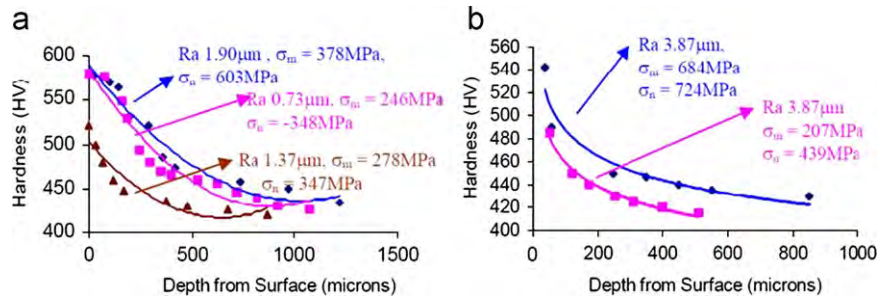 a
600
550
500
450
400
Hardness (HV)
0
500
1000
1500
Depth from Surface (microns)
Ra 1.90μm , σm = 378MPa,
σn = 603MPa
Ra 0.73μm, σm = 246MPa
σn = -348MPa
Ra 1.37μm, σm = 278MPa
σn = 347MPa
b
560
540
520
500
480
460
440
420
400
Hardness (HV)
0
200
400
600
800
1000
Depth from Surface (microns)
Ra 3.87μm,
σm = 684MPa
σn = 724MPa
Ra 3.87μm
σm = 207MPa
σn = 439MPa